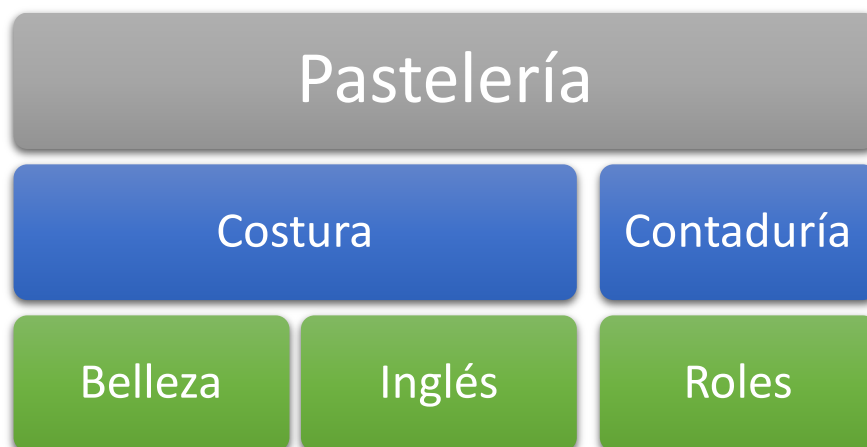 Pastelería
Costura
Contaduría
Belleza
Inglés
Roles